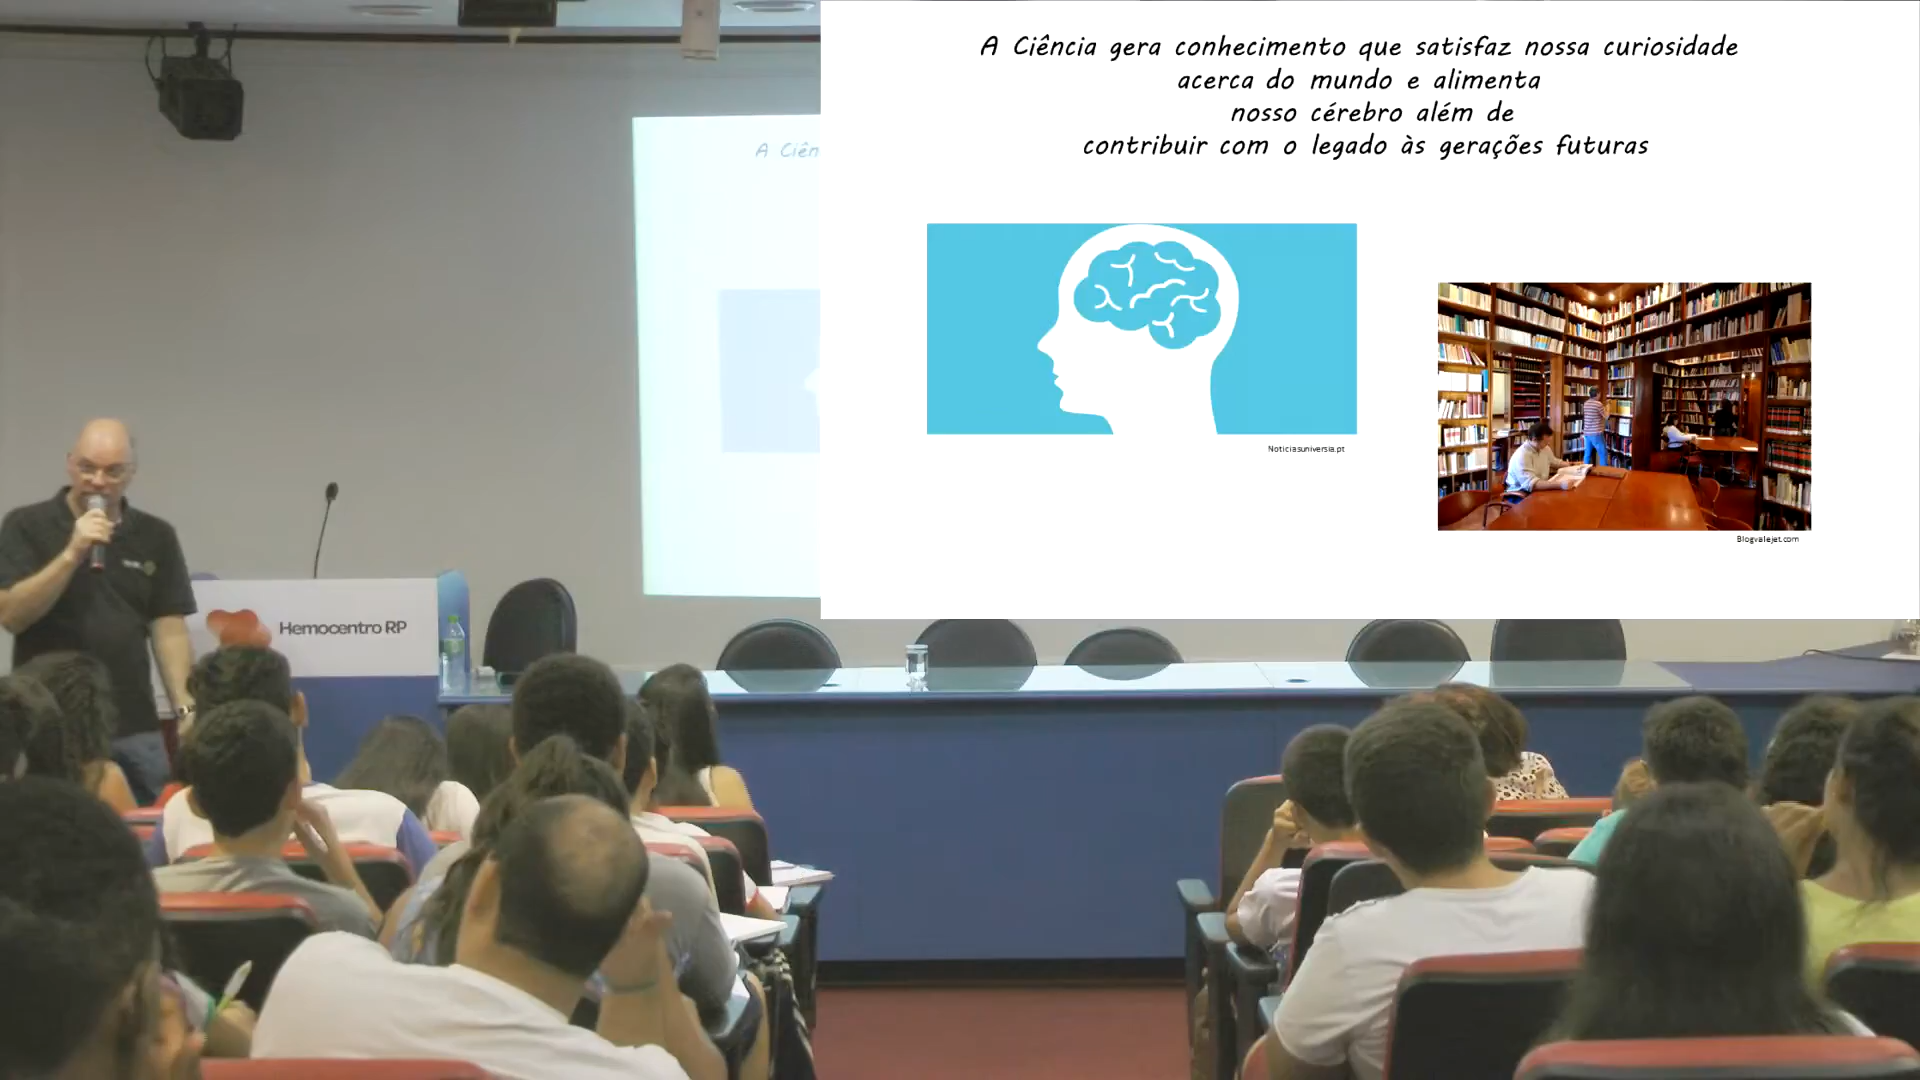 A Ciência gera conhecimento que satisfaz nossa curiosidade
acerca do mundo e alimenta
nosso cérebro além de
contribuir com o legado às gerações futuras
A Ciên
Noticiasuniversia.pt
Blogvalejet.com
Hemocentro RP